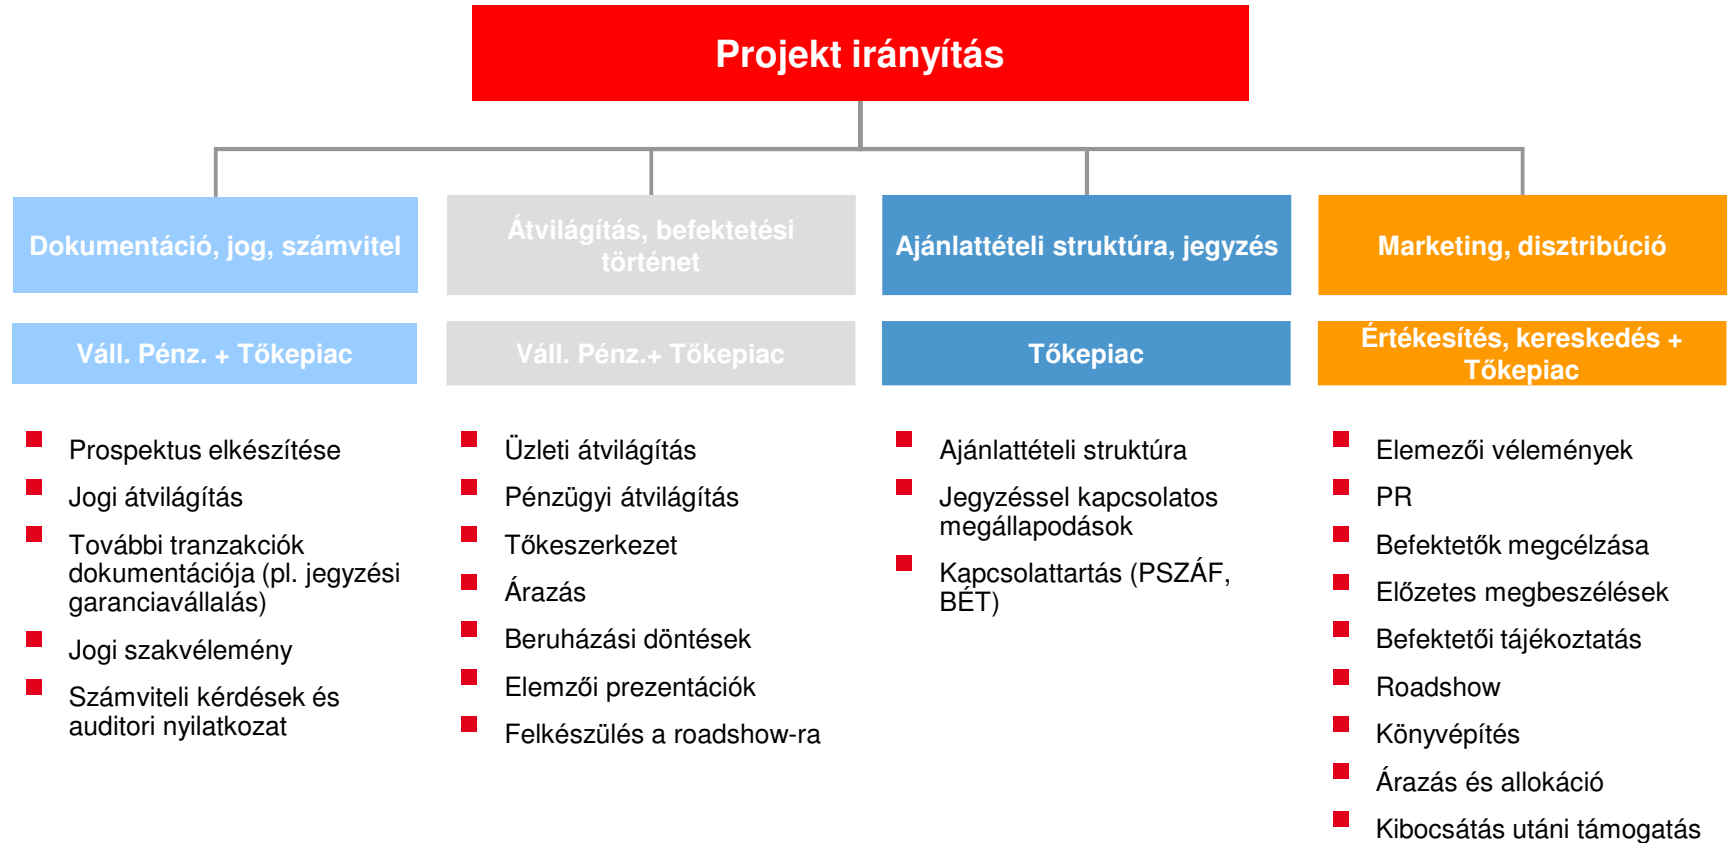 Projekt irányítás
Dokumentáció, jog, számvitel
Váll. Pénz. + Tőkepiac
Prospektus elkészítése
Jogi átvilágítás
További tranzakciók
dokumentációja (pl. jegyzési
garanciavállalás)
Jogi szakvélemény
Számviteli kérdések és
auditori nyilatkozat
Átvilágítás, befektetési
történet
Váll. Pénz.+ Tőkepiac
Üzleti átvilágítás
Pénzügyi átvilágítás
Tőkeszerkezet
Árazás
Beruházási döntések
Elemzői prezentációk
Felkészülés a roadshow-ra
Ajánlattételi struktúra, jegyzés
Tőkepiac
Ajánlattételi struktúra
Jegyzéssel kapcsolatos
megállapodások
Kapcsolattartás (PSZÁF,
BÉT)
Marketing, disztribúció
Értékesítés, kereskedés +
Tőkepiac
Elemezői vélemények
PR
Befektetők megcélzása
Előzetes megbeszélések
Befektetői tájékoztatás
Roadshow
Könyvépítés
Árazás és allokáció
Kibocsátás utáni támogatás